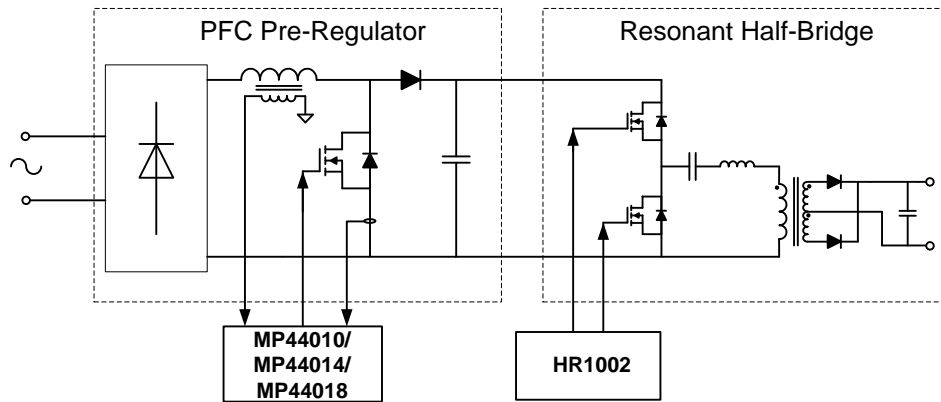 PFC Pre-Regulator
Resonant Half-Bridge
MP44010/
MP44014/
MP44018
HR1002